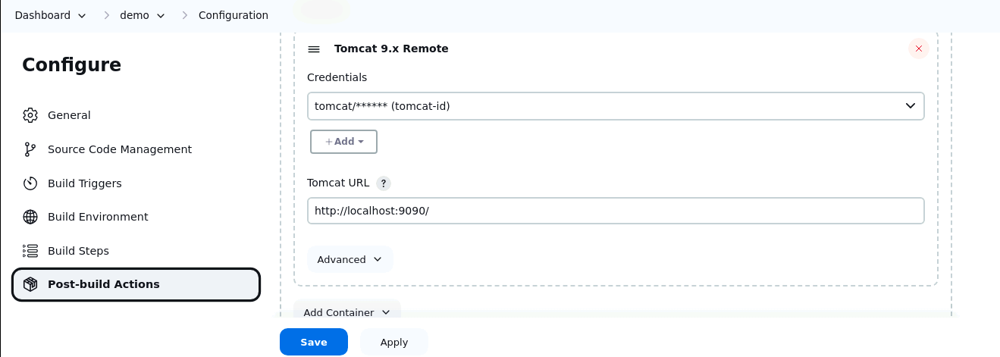 Dashboard demo Configuration
Configure
General
Source Code Management
Build Triggers
Build Environment
Build Steps
Post-build Actions
Tomcat 9.x Remote
Credentials
tomcat/****** (tomcat-id)
+Add
Tomcat URL ?
http://localhost:9090/
Advanced
Add Container
Save Apply